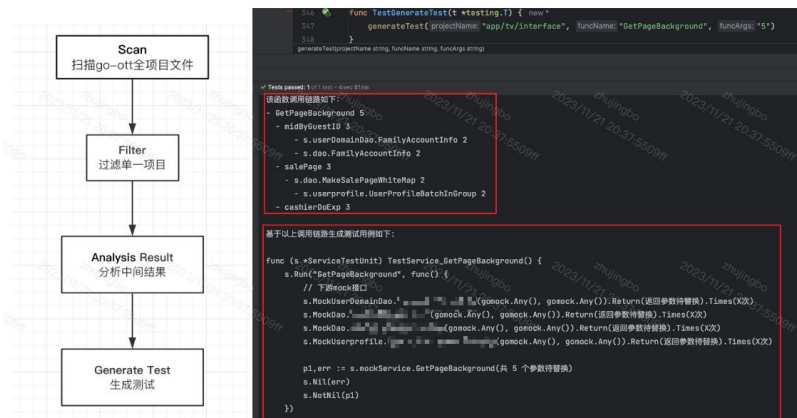 Scan
扫描go-ott全项目文件
Filter
过滤单一项目
Analysis Result
分析中间结果
Generate Test
生成测试
346 func TestGenerateTest(t *testing.T) { new *
347 generateTest( projectName: "app/tv/interface", funcName: "GetPageBackground", funcArgs: "5")
348 }
generateTest(projectName string, funcName string, funcArgs string)
Tests passed: 1 of 1 test – 4 sec 81 ms
该函数调用链路如下:
- GetPageBackground 5
- midByGuestID 3
- s.userDomainDao.FamilyAccountInfo 2
- s.dao.FamilyAccountInfo 2
- salePage 3
- s.dao.MakeSalePageWhiteMap 2
- s.userprofile.UserProfileBatchInGroup 2
- cashierDoExp 3
基于以上调用链路生成测试用例如下:
func (s *ServiceTestUnit) TestService_GetPageBackground() {
s.Run("GetPageBackground", func() {
// 下游mock接口
s.MockUserDomainDao. (gomock.Any(), gomock.Any()).Return(返回参数待替换).Times(X次)
s.MockDao. (gomock.Any(), gomock.Any()).Return(返回参数待替换).Times(X次)
s.MockDao. (gomock.Any(), gomock.Any()).Return(返回参数待替换).Times(X次)
s.MockUserprofile. (gomock.Any(), gomock.Any()).Return(返回参数待替换).Times(X次)
p1,err := s.mockService.GetPageBackground(共 5 个参数待替换)
s.Nil(err)
s.NotNil(p1)
})